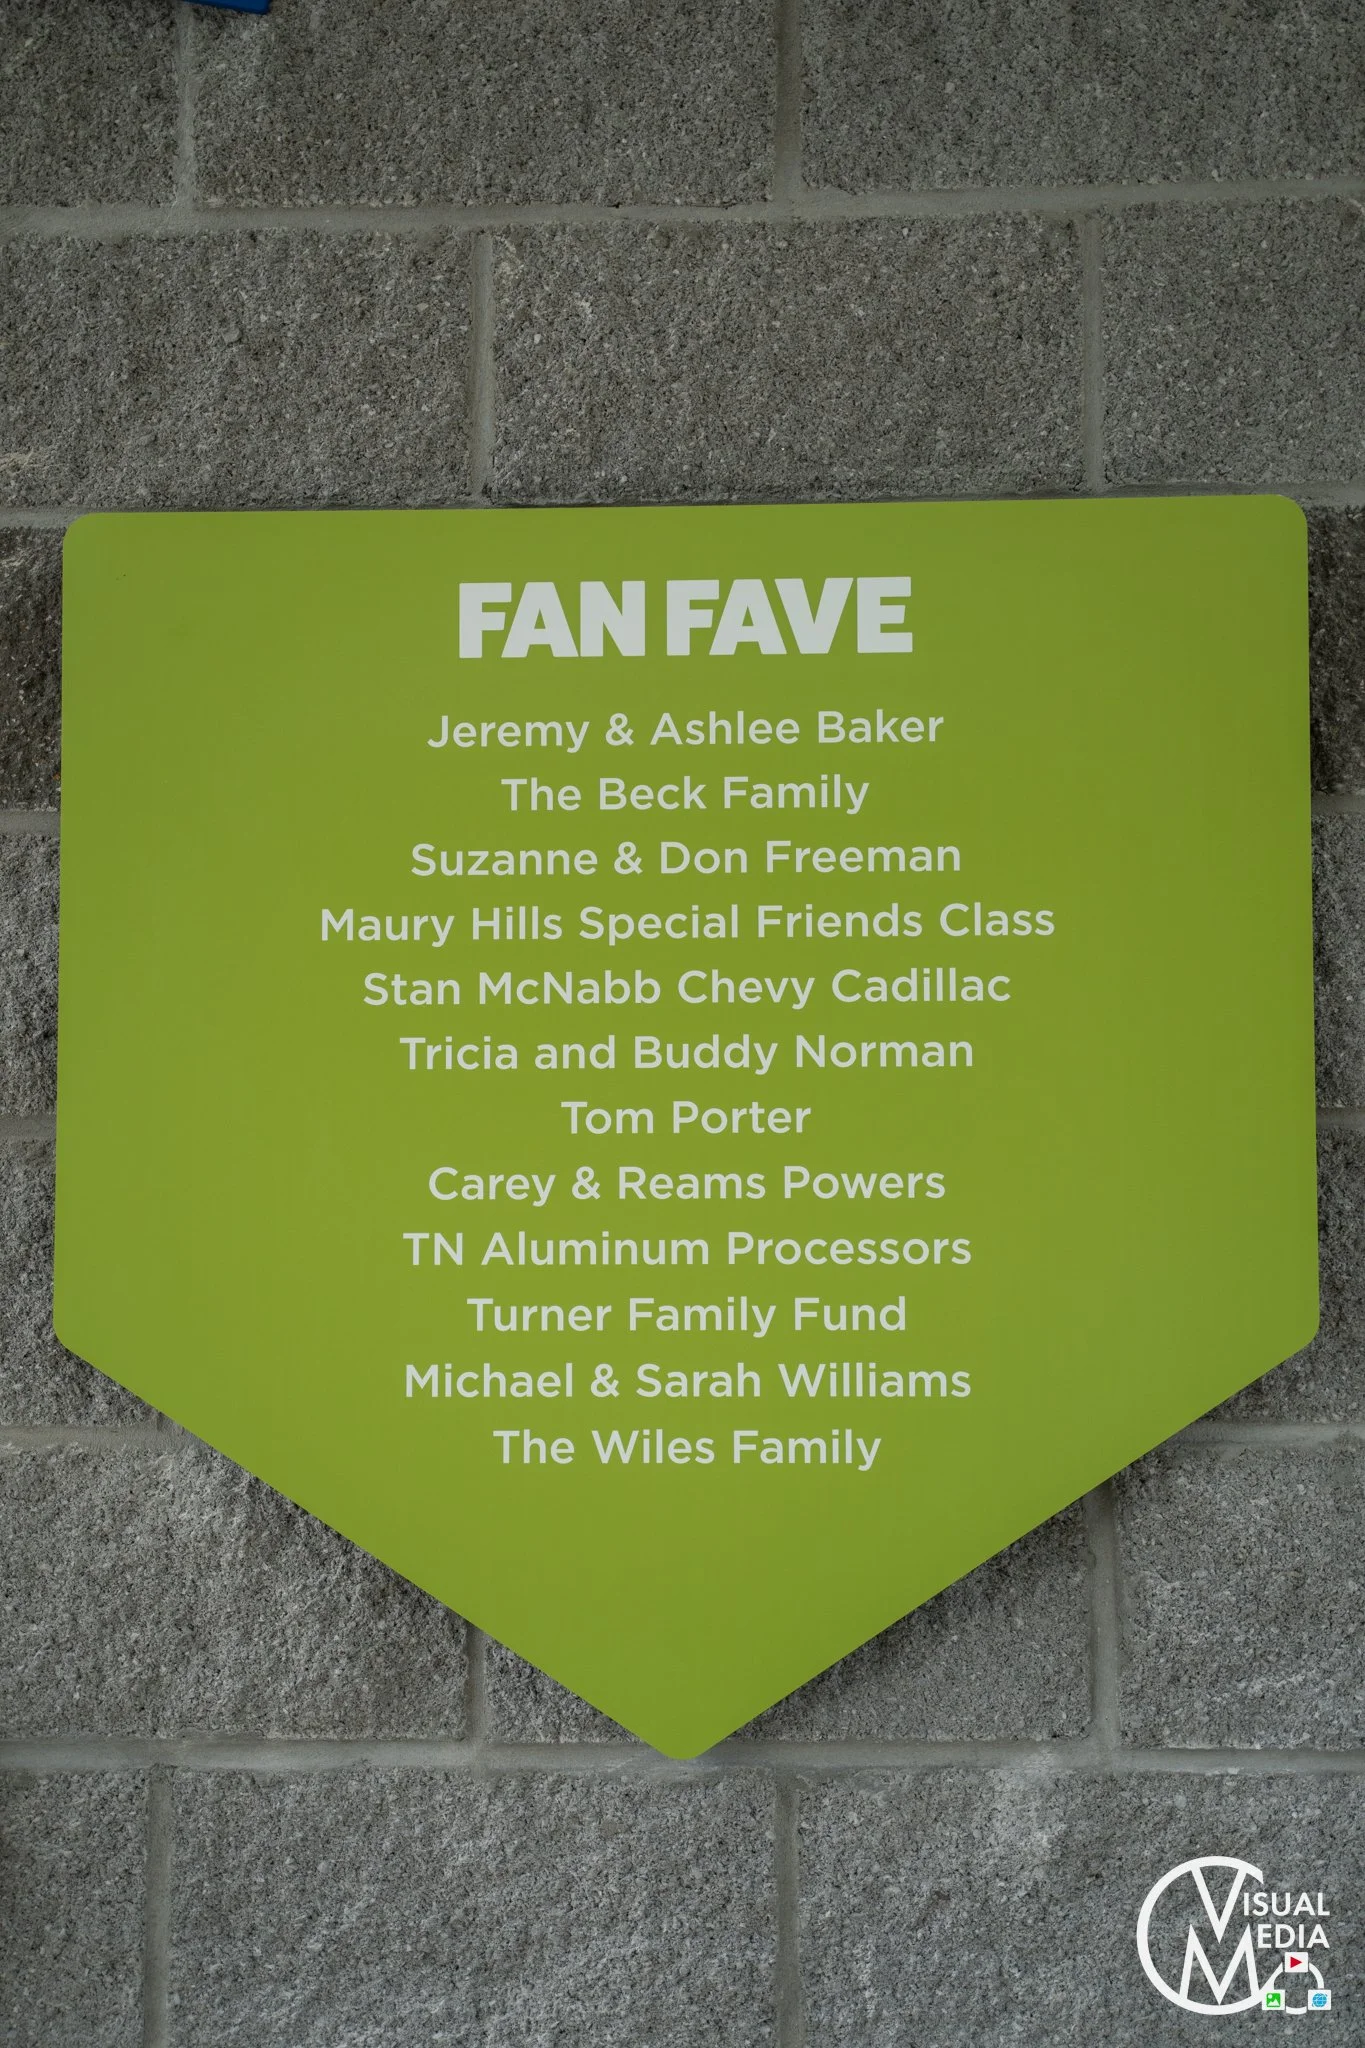 FAN FAVE
Jeremy & Ashlee Baker
The Beck Family
Suzanne & Don Freeman
Maury Hills Special Friends Class
Stan McNabb Chevy Cadillac
Tricia and Buddy Norman
Tom Porter
Carey & Reams Powers
TN Aluminum Processors
Turner Family Fund
Michael & Sarah Williams
The Wiles Family
VISUAL
MEDIA